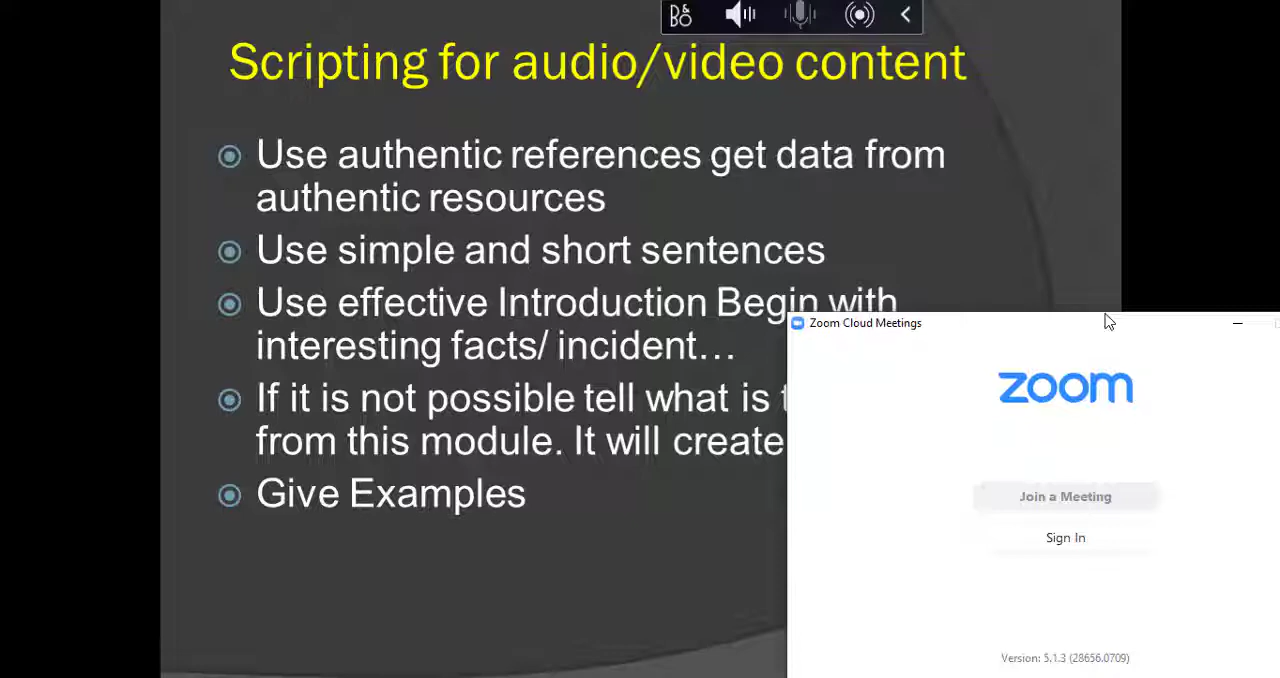 B&O
Scripting for audio/video content
Use authentic references get data from
authentic resources
Use simple and short sentences
Use effective Introduction Begin with
interesting facts/ incident…
If it is not possible tell what is
from this module. It will create
Give Examples
Zoom Cloud Meetings
zoom
Join a Meeting
Sign In
Version: 5.1.3 (28656.0709)